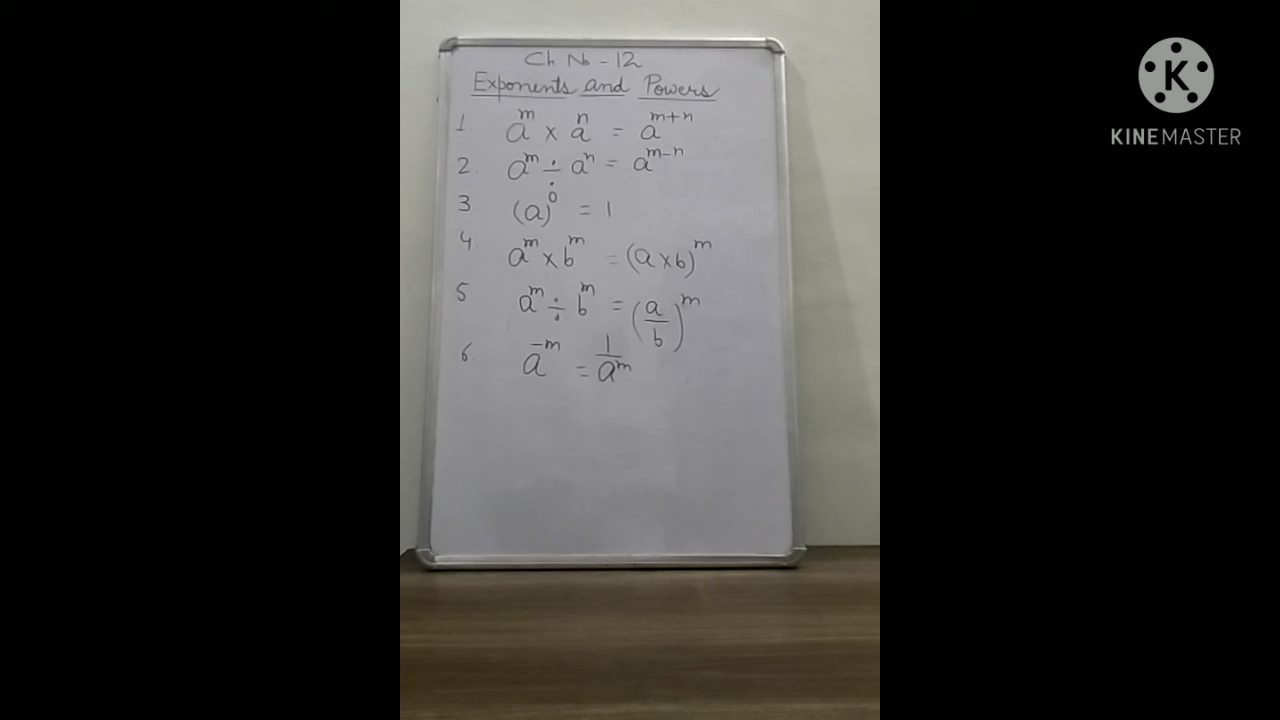 Ch No - 12
Exponents and Powers
1 a^m × a^n = a^m+n
2. a^m ÷ a^n = a^m-n
3 (a)^0 = 1
4 a^m × b^m = (a×b)^m
5 a^m ÷ b^m = (a/b)^m
6. a^-m = 1/a^m
KINEMASTER